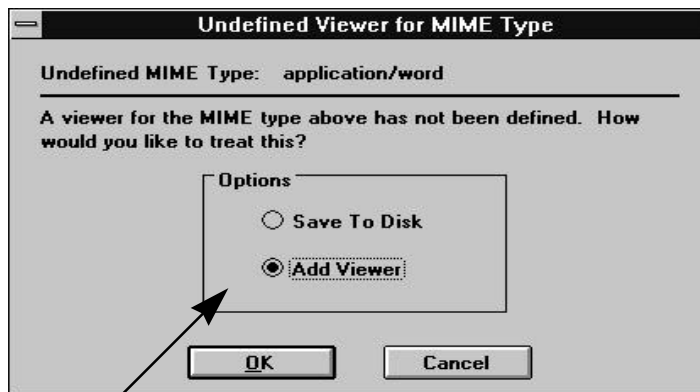 Undefined Viewer for MIME Type
Undefined MIME Type: application/word
A viewer for the MIME type above has not been defined. How
would you like to treat this?
Options
Save To Disk
Add Viewer
OK
Cancel